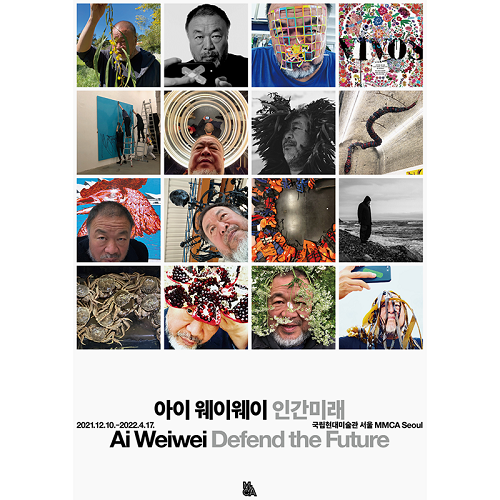 VIVOS
아이 웨이웨이 인간미래
2021.12.10.-2022.4.17. 국립현대미술관 서울 MMCA Seoul
Ai Weiwei Defend the Future